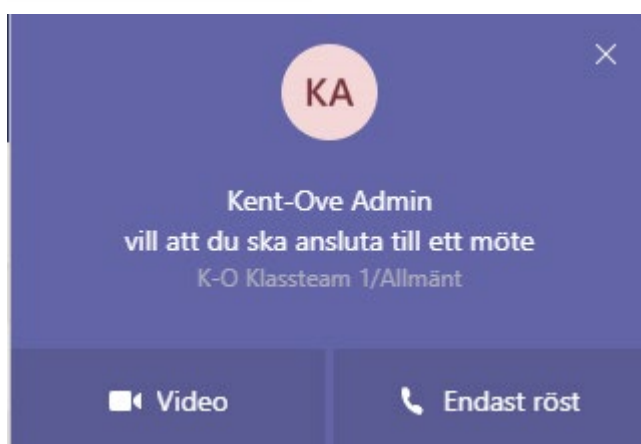 KA
Kent-Ove Admin
vill att du ska ansluta till ett möte
K-O Klassteam 1/Allmänt
Video
Endast röst